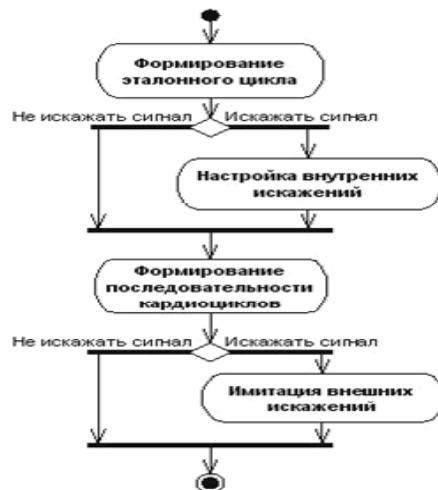 Формирование
эталонного цикла
Не искажать сигнал
Искажать сигнал
Настройка внутренних
искажений
Формирование
последовательности
кардиоциклов
Не искажать сигнал
Искажать сигнал
Имитация внешних
искажений